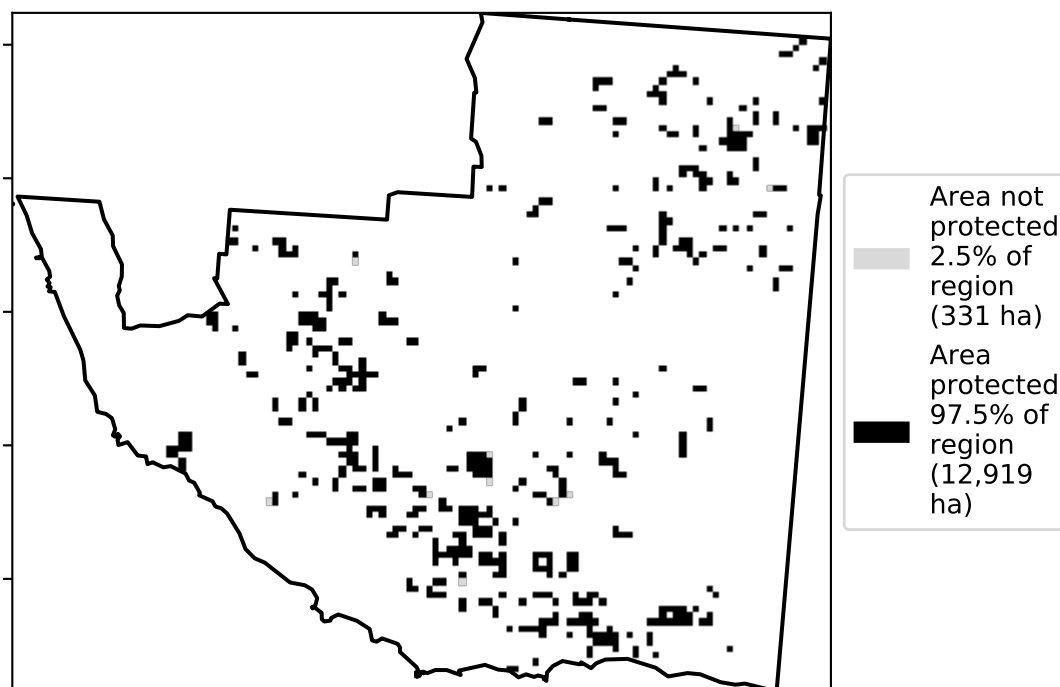 Area not
protected
2.5% of
region
(331 ha)
Area
protected
97.5% of
region
(12,919
ha)